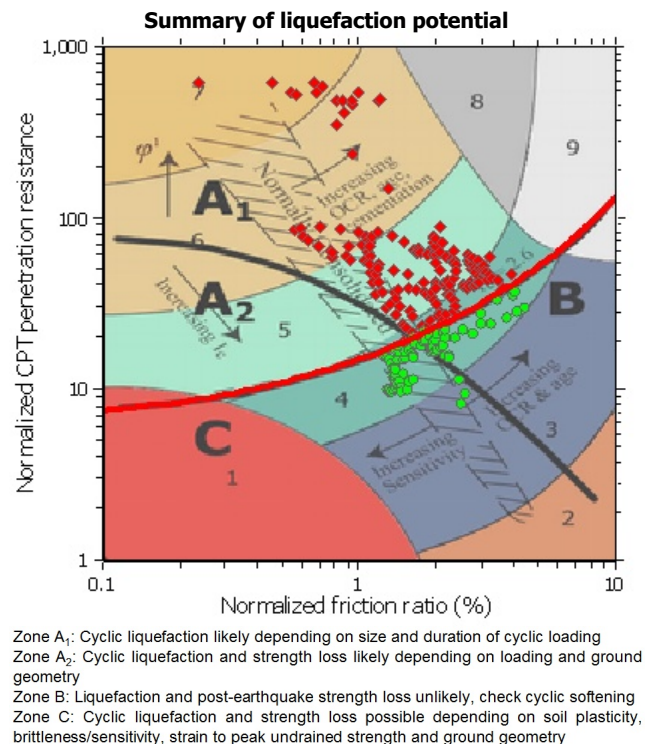 Summary of liquefaction potential
1,000
100
10
1
Normalized CPT penetration resistance
7
8
9
φ'
Increasing
OCR, age,
cementation
A1
6
A2
Increasing Ic
5
2.6
B
4
Increasing
OCR & age
C
1
Increasing
Sensitivity
3
2
0.1
1
10
Normalized friction ratio (%)
Zone A1: Cyclic liquefaction likely depending on size and duration of cyclic loading
Zone A2: Cyclic liquefaction and strength loss likely depending on loading and ground
geometry
Zone B: Liquefaction and post-earthquake strength loss unlikely, check cyclic softening
Zone C: Cyclic liquefaction and strength loss possible depending on soil plasticity,
brittleness/sensitivity, strain to peak undrained strength and ground geometry